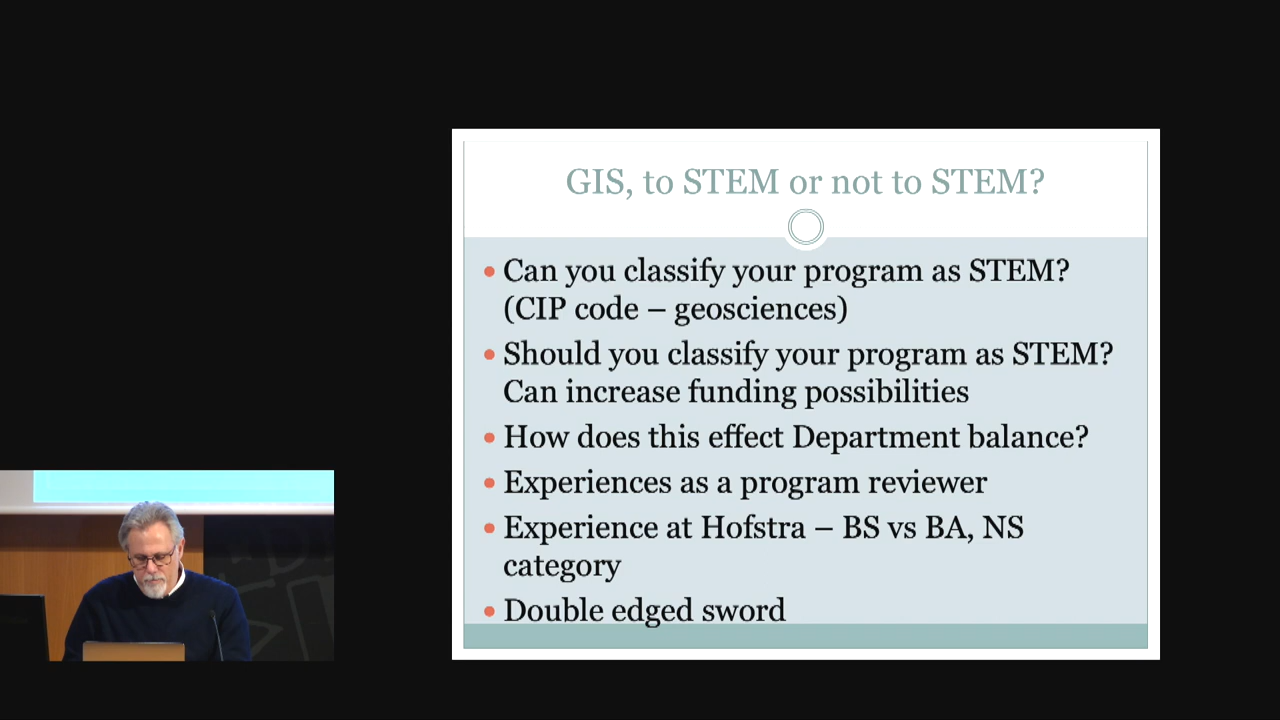 GIS, to STEM or not to STEM?
Can you classify your program as STEM?
(CIP code – geosciences)
Should you classify your program as STEM?
Can increase funding possibilities
How does this effect Department balance?
Experiences as a program reviewer
Experience at Hofstra – BS vs BA, NS
category
Double edged sword